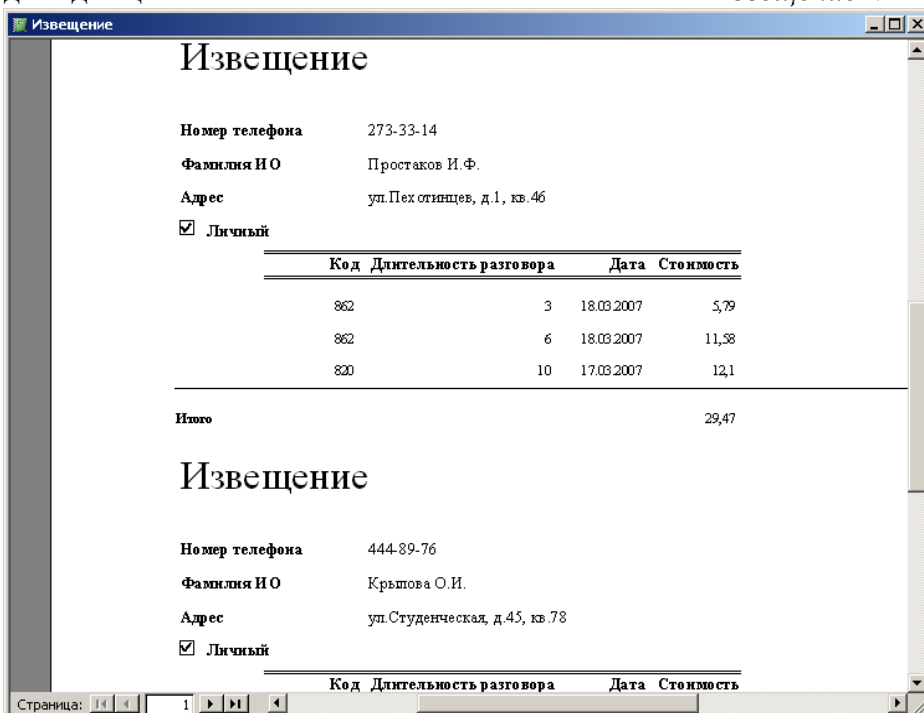 Извещение
Извещение
Номер телефона 273-33-14
Фамилия И О Простаков И.Ф.
Адрес ул.Пехотинцев, д.1, кв.46
Личный
Код Длительность разговора Дата Стоимость
862 3 18.03.2007 5,79
862 6 18.03.2007 11,58
820 10 17.03.2007 12,1
Итого 29,47
Извещение
Номер телефона 444-89-76
Фамилия И О Крылова О.И.
Адрес ул.Студенческая, д.45, кв.78
Личный
Код Длительность разговора Дата Стоимость
Страница: 1